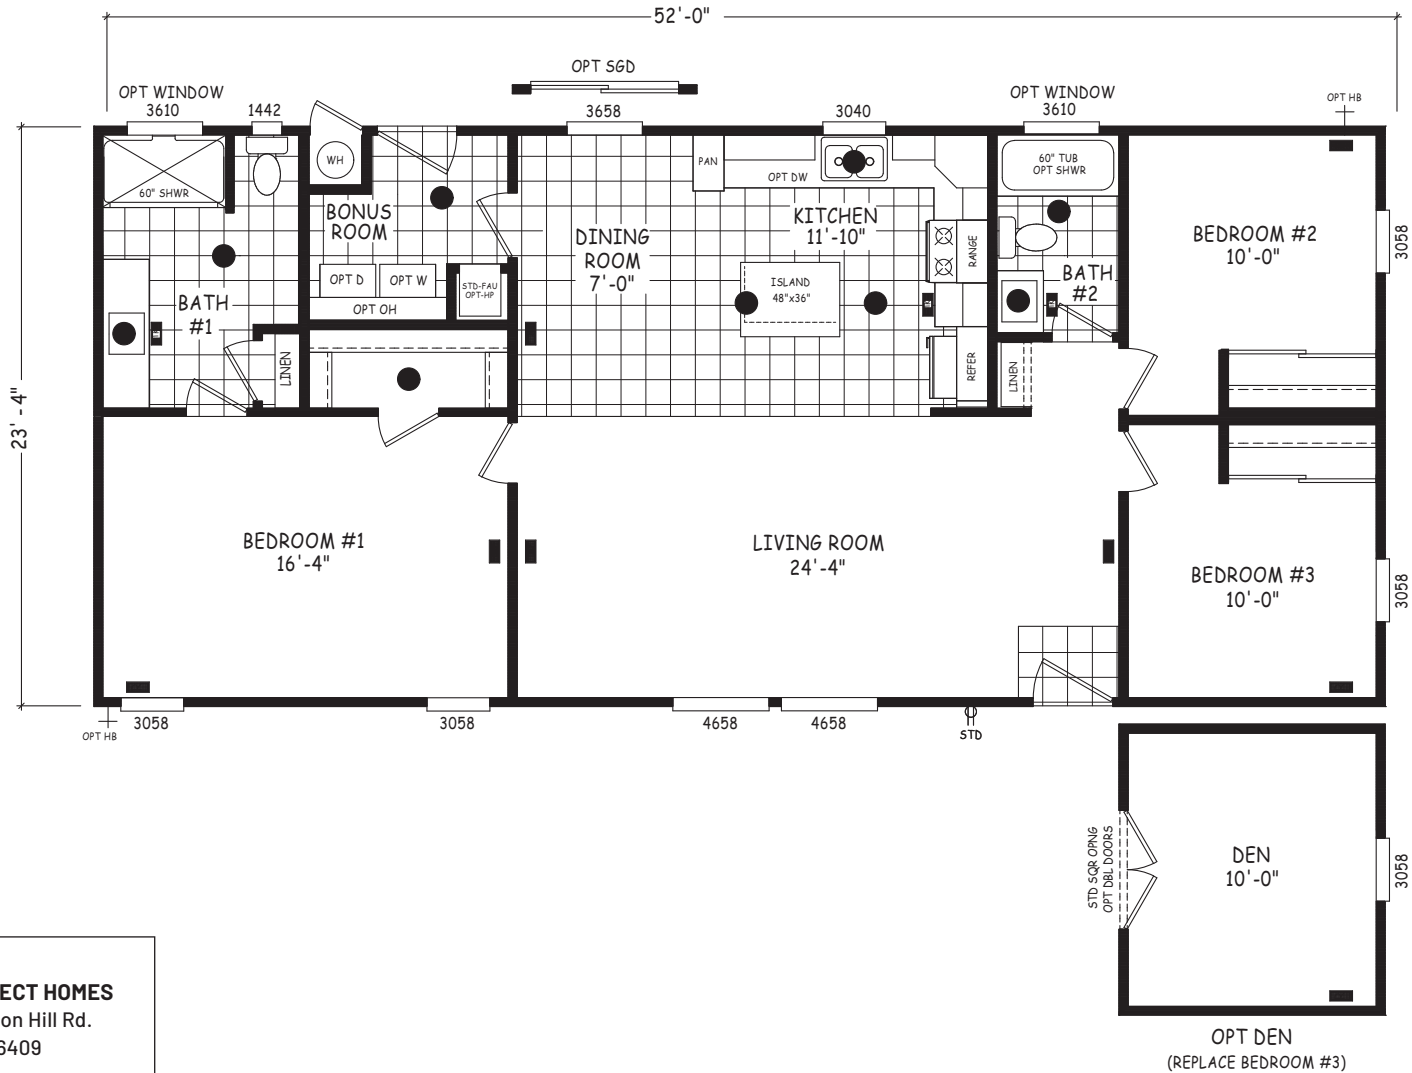 52'-0"
OPT SGD
OPT WINDOW
3610
1442
3658
3040
OPT WINDOW
3610
OPT HB
WH
PAN
60" SHWR
OPT DW
60" TUB
OPT SHWR
BONUS
ROOM
DINING
ROOM
7'-0"
KITCHEN
11'-10"
RANGE
BEDROOM #2
10'-0"
3058
OPT D
OPT W
STD-FAU
OPT-HP
ISLAND
48"x36"
BATH
#2
BATH
#1
OPT OH
LINEN
REFER
LINEN
23'-4"
BEDROOM #1
16'-4"
LIVING ROOM
24'-4"
BEDROOM #3
10'-0"
3058
OPT HB
3058
3058
4658
4658
STD
STD SQR OPNG
OPT DBL DOORS
DEN
10'-0"
3058
OPT DEN
(REPLACE BEDROOM #3)
ECT HOMES
on Hill Rd.
6409